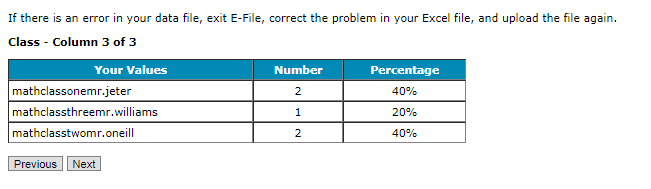 If there is an error in your data file, exit E-File, correct the problem in your Excel file, and upload the file again.
Class - Column 3 of 3
Your Values Number Percentage
mathclassonemr.jeter 2 40%
mathclassthreemr.williams 1 20%
mathclasstwomr.oneill 2 40%
Previous Next